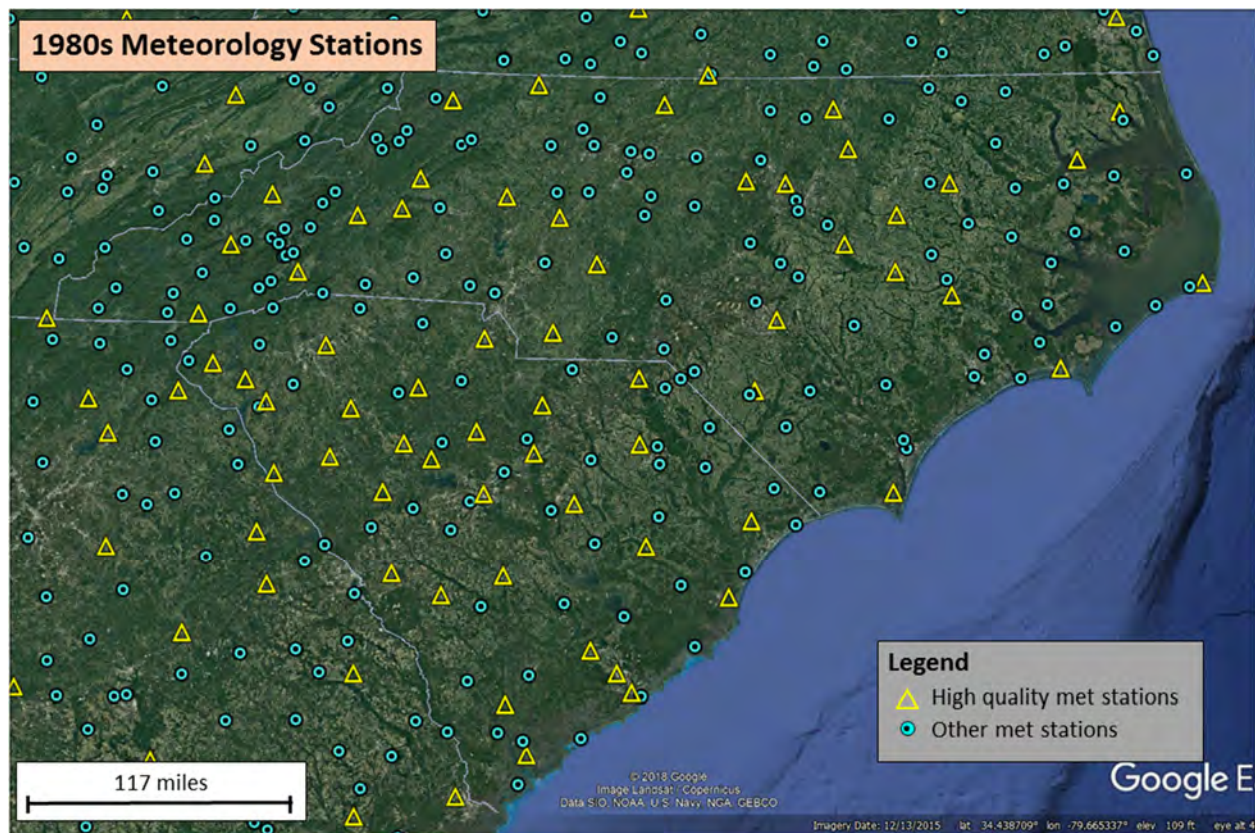 1980s Meteorology Stations
Legend
High quality met stations
Other met stations
117 miles
© 2018 Google
Image Landsat / Copernicus
Data SIO, NOAA, U.S. Navy, NGA, GEBCO
Google E
Imagery Date: 12/13/2015 lat 34.438709° lon -79.665337° elev 109 ft eye alt